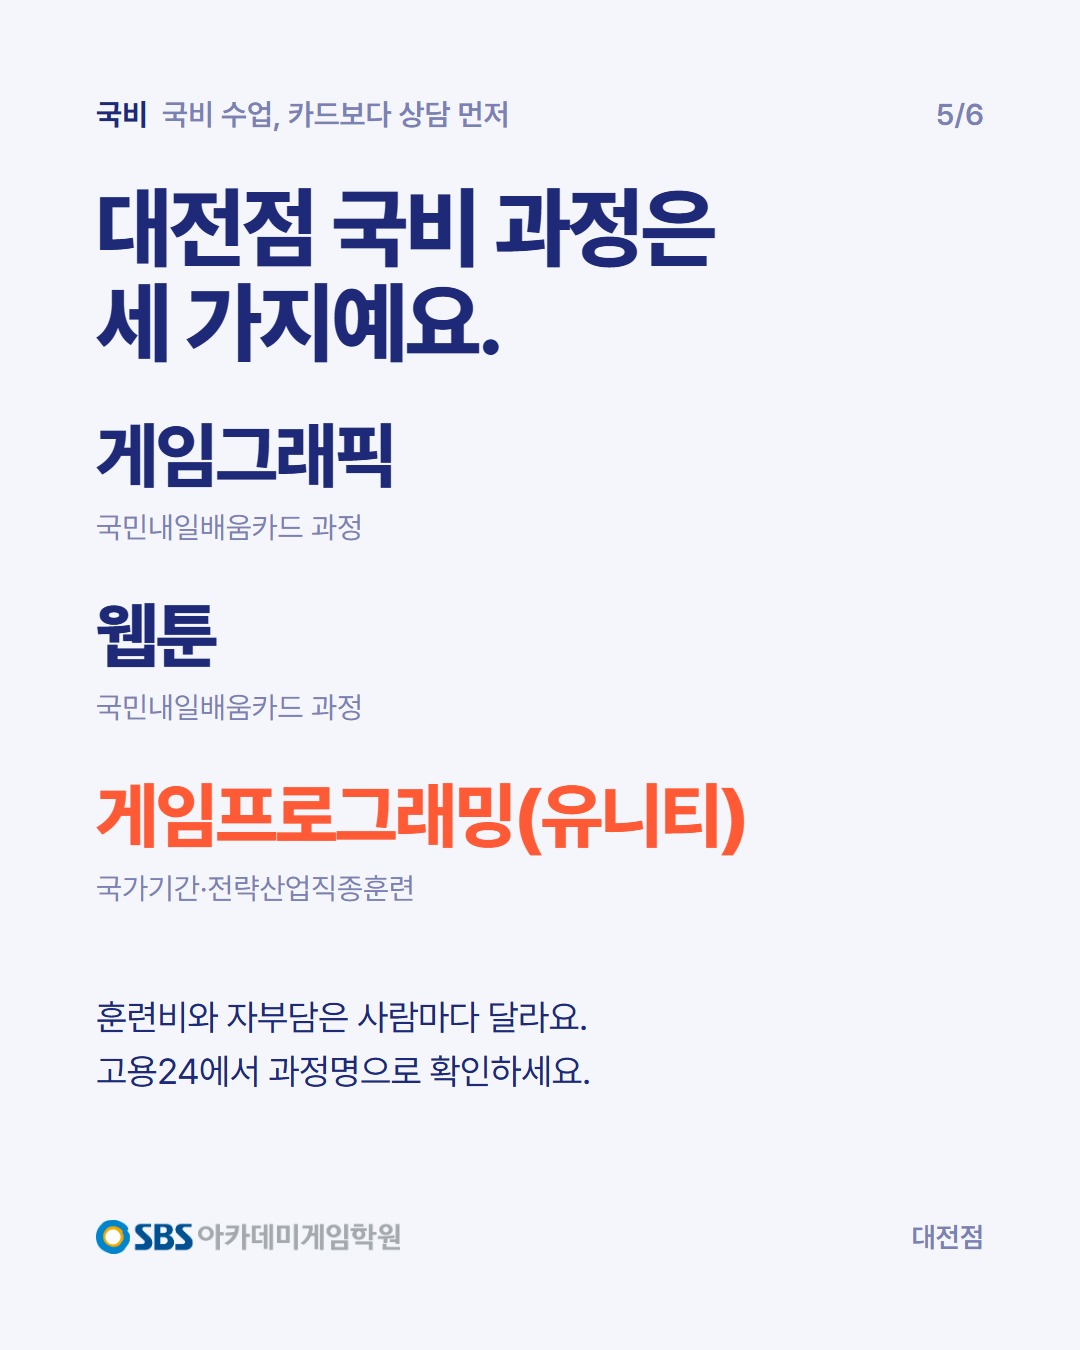 국비 국비 수업, 카드보다 상담 먼저
5/6
대전점 국비 과정은
세 가지예요.
게임그래픽
국민내일배움카드 과정
웹툰
국민내일배움카드 과정
게임프로그래밍(유니티)
국가기간·전략산업직종훈련
훈련비와 자부담은 사람마다 달라요.
고용24에서 과정명으로 확인하세요.
SBS 아카데미게임학원
대전점